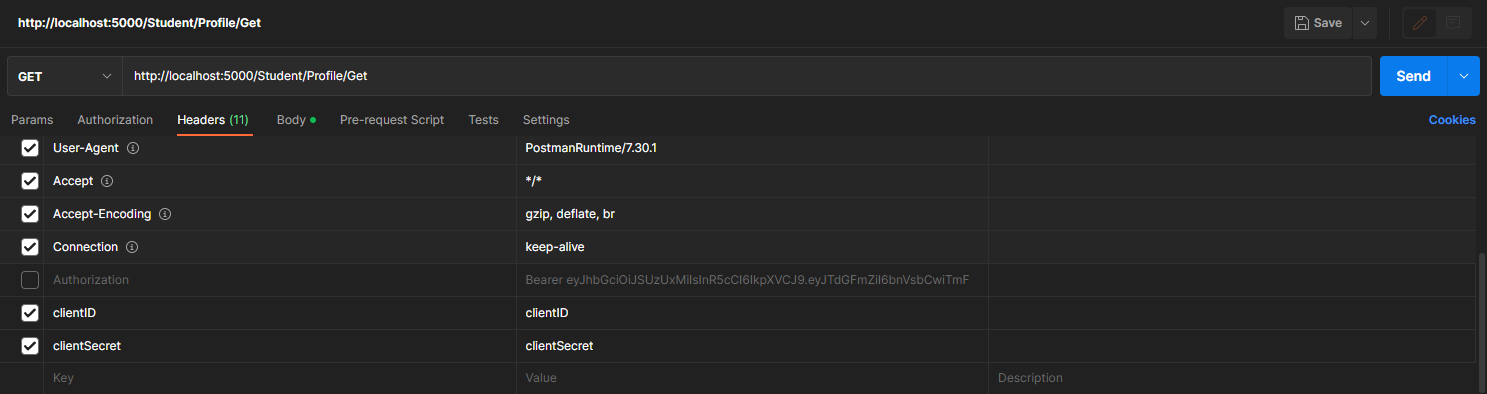 http://localhost:5000/Student/Profile/Get
Save
GET http://localhost:5000/Student/Profile/Get Send
Params Authorization Headers (11) Body Pre-request Script Tests Settings Cookies
User-Agent PostmanRuntime/7.30.1
Accept */*
Accept-Encoding gzip, deflate, br
Connection keep-alive
Authorization Bearer eyJhbGciOiJSUzUxMiIsInR5cCI6IkpXVCJ9.eyJTdGFmZiI6bnVsbCwiTmF
clientID clientID
clientSecret clientSecret
Key Value Description